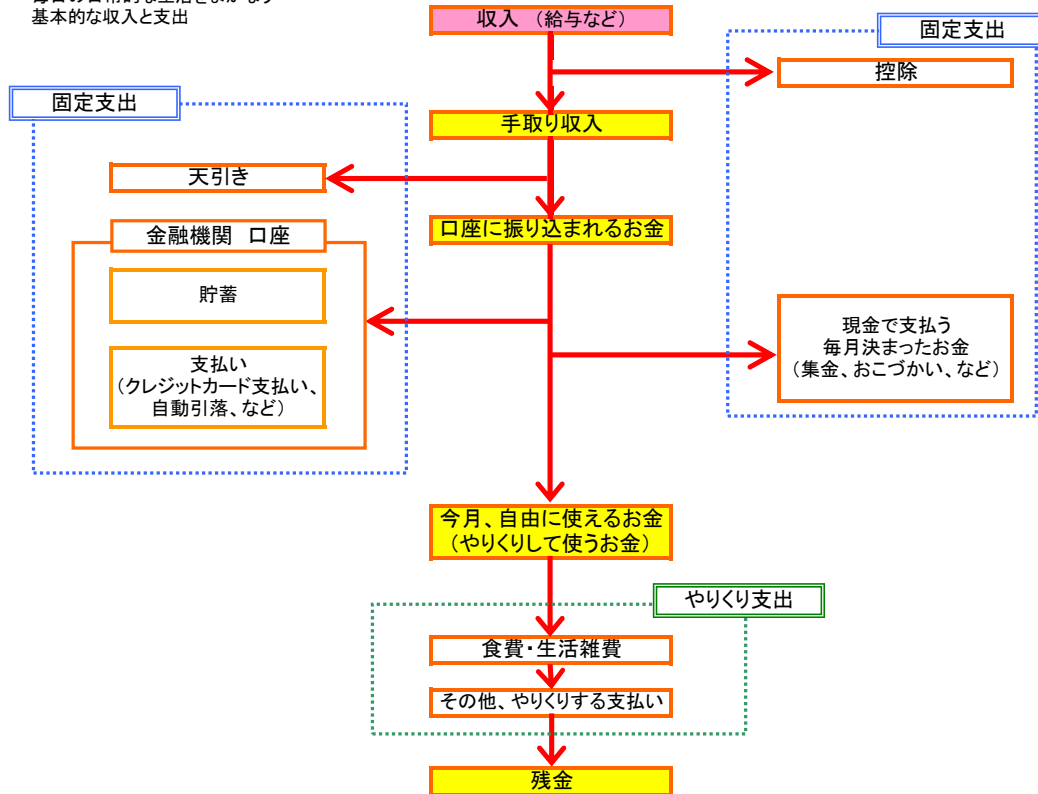 基本的な収入と支出
収入 （給与など）
固定支出
控除
固定支出
手取り収入
天引き
口座に振り込まれるお金
金融機関 口座
貯蓄
支払い
（クレジットカード支払い、
自動引落、など）
現金で支払う
毎月決まったお金
（集金、おこづかい、など）
今月、自由に使えるお金
（やりくりして使うお金）
やりくり支出
食費・生活雑費
その他、やりくりする支払い
残金